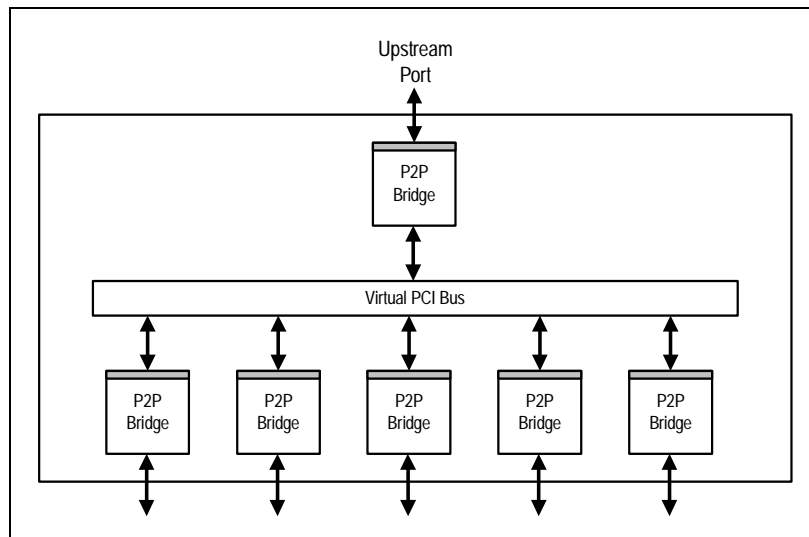 Upstream
Port
P2P
Bridge
Virtual PCI Bus
P2P
Bridge
P2P
Bridge
P2P
Bridge
P2P
Bridge
P2P
Bridge